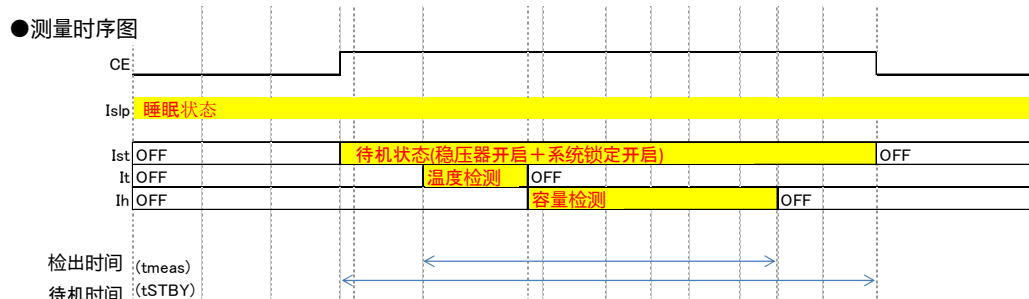 ●测量时序图
CE
Islp 睡眠状态
Ist OFF 待机状态(稳压器开启＋系统锁定开启) OFF
It OFF 温度检测 OFF
Ih OFF 容量检测 OFF
检出时间 (tmeas)
待机时间 (tSTBY)